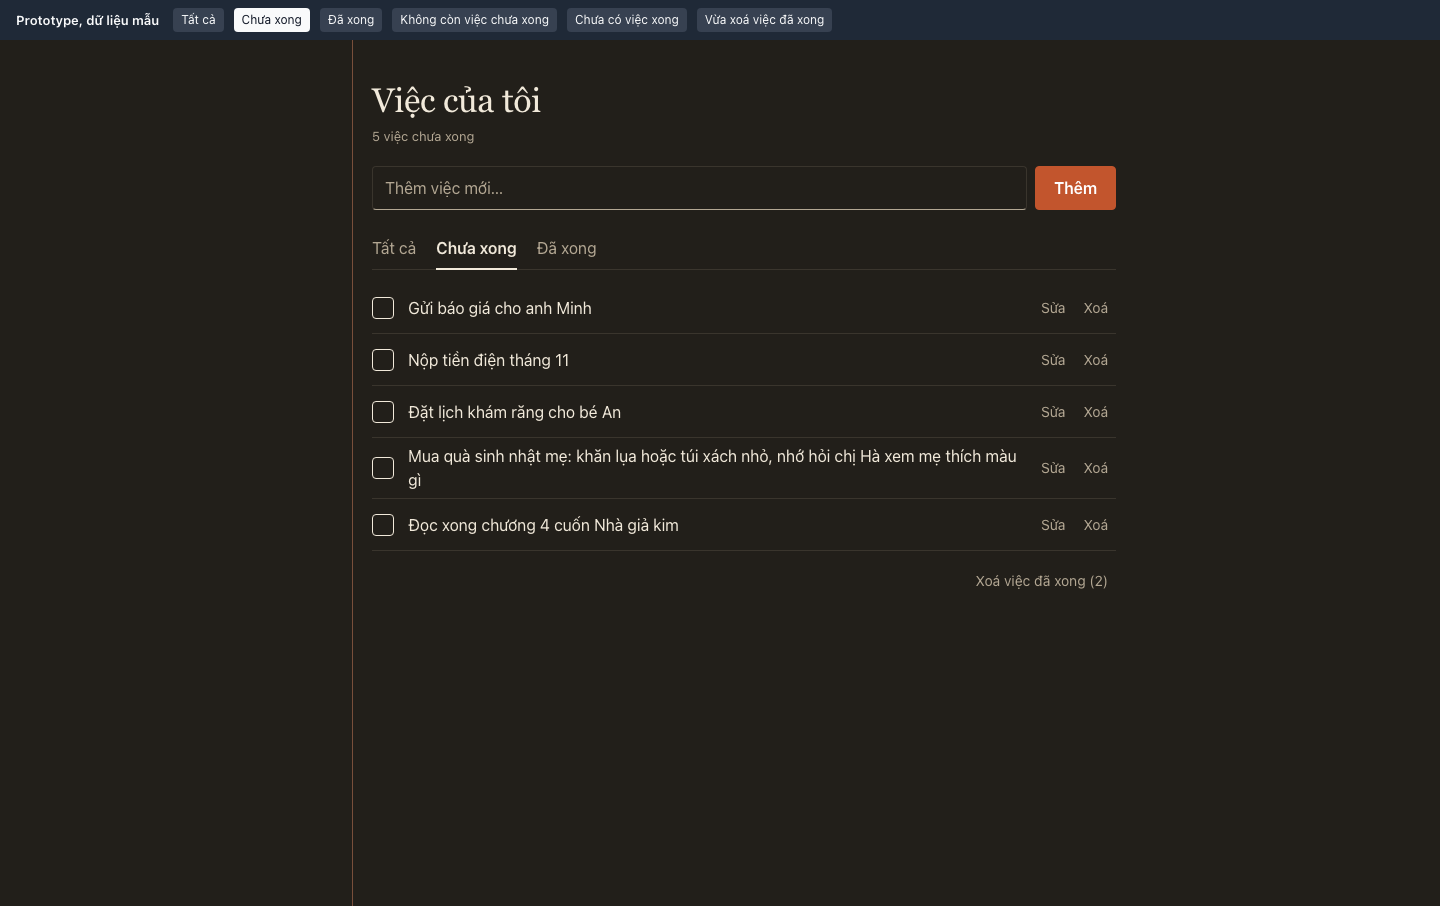 Prototype, dữ liệu mẫu Tất cả Chưa xong Đã xong Không còn việc chưa xong Chưa có việc xong Vừa xoá việc đã xong
Việc của tôi
5 việc chưa xong
Thêm việc mới... Thêm
Tất cả Chưa xong Đã xong
Gửi báo giá cho anh Minh Sửa Xoá
Nộp tiền điện tháng 11 Sửa Xoá
Đặt lịch khám răng cho bé An Sửa Xoá
Mua quà sinh nhật mẹ: khăn lụa hoặc túi xách nhỏ, nhớ hỏi chị Hà xem mẹ thích màu Sửa Xoá
gì
Đọc xong chương 4 cuốn Nhà giả kim Sửa Xoá
Xoá việc đã xong (2)